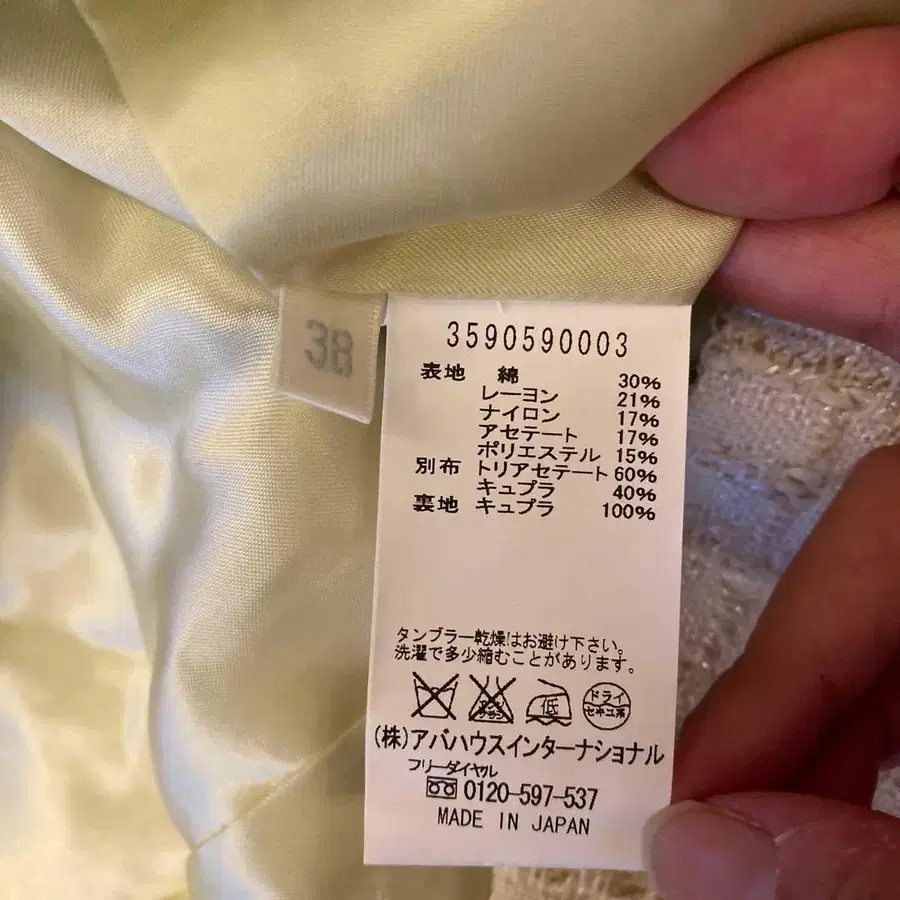 38
3590590003
表地 綿 30%
レーヨン 21%
ナイロン 17%
アセテート 17%
ポリエステル 15%
別布 トリアセテート 60%
キュプラ 40%
裏地 キュプラ 100%
タンブラー乾燥はお避け下さい。
洗濯で多少縮むことがあります。
低 ドライ
セキユ系
(株)アバハウスインターナショナル
フリーダイヤル
0120-597-537
MADE IN JAPAN